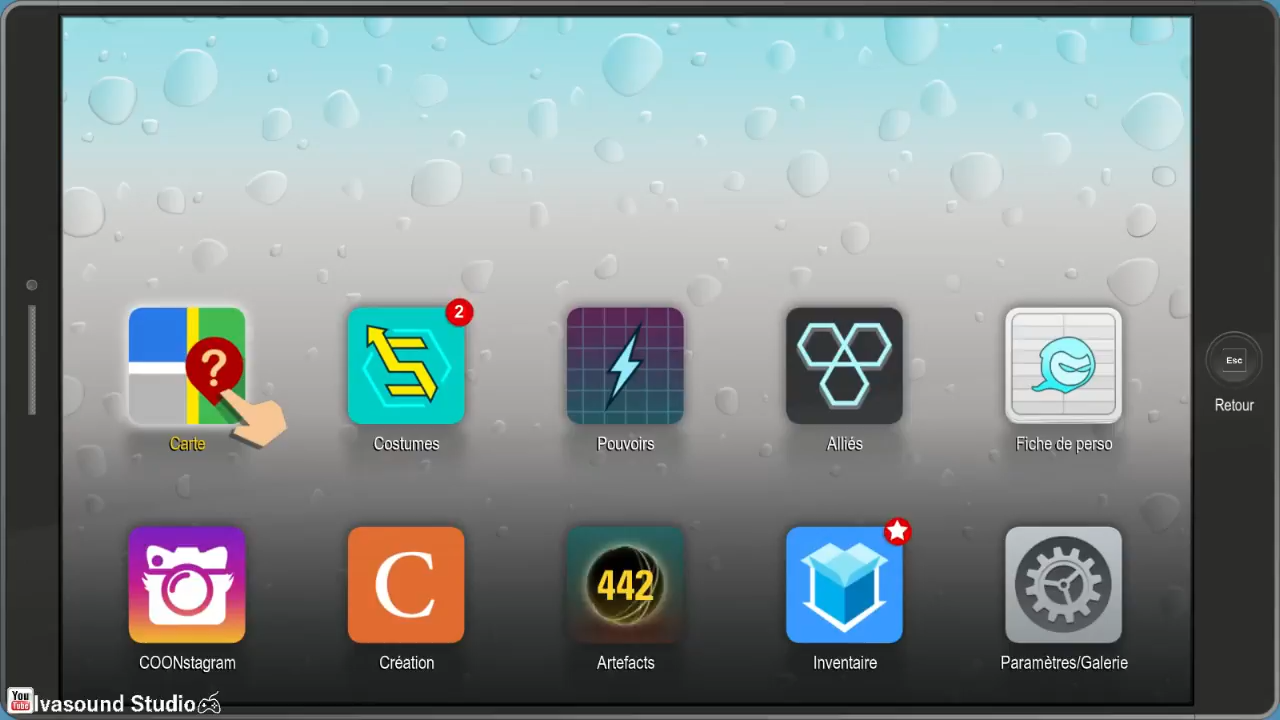 2
?
Carte
Costumes
Pouvoirs
Alliés
Fiche de perso
Esc
Retour
C
442
COONstagram
Création
Artefacts
Inventaire
Paramètres/Galerie
You
Tube
lvasound Studio